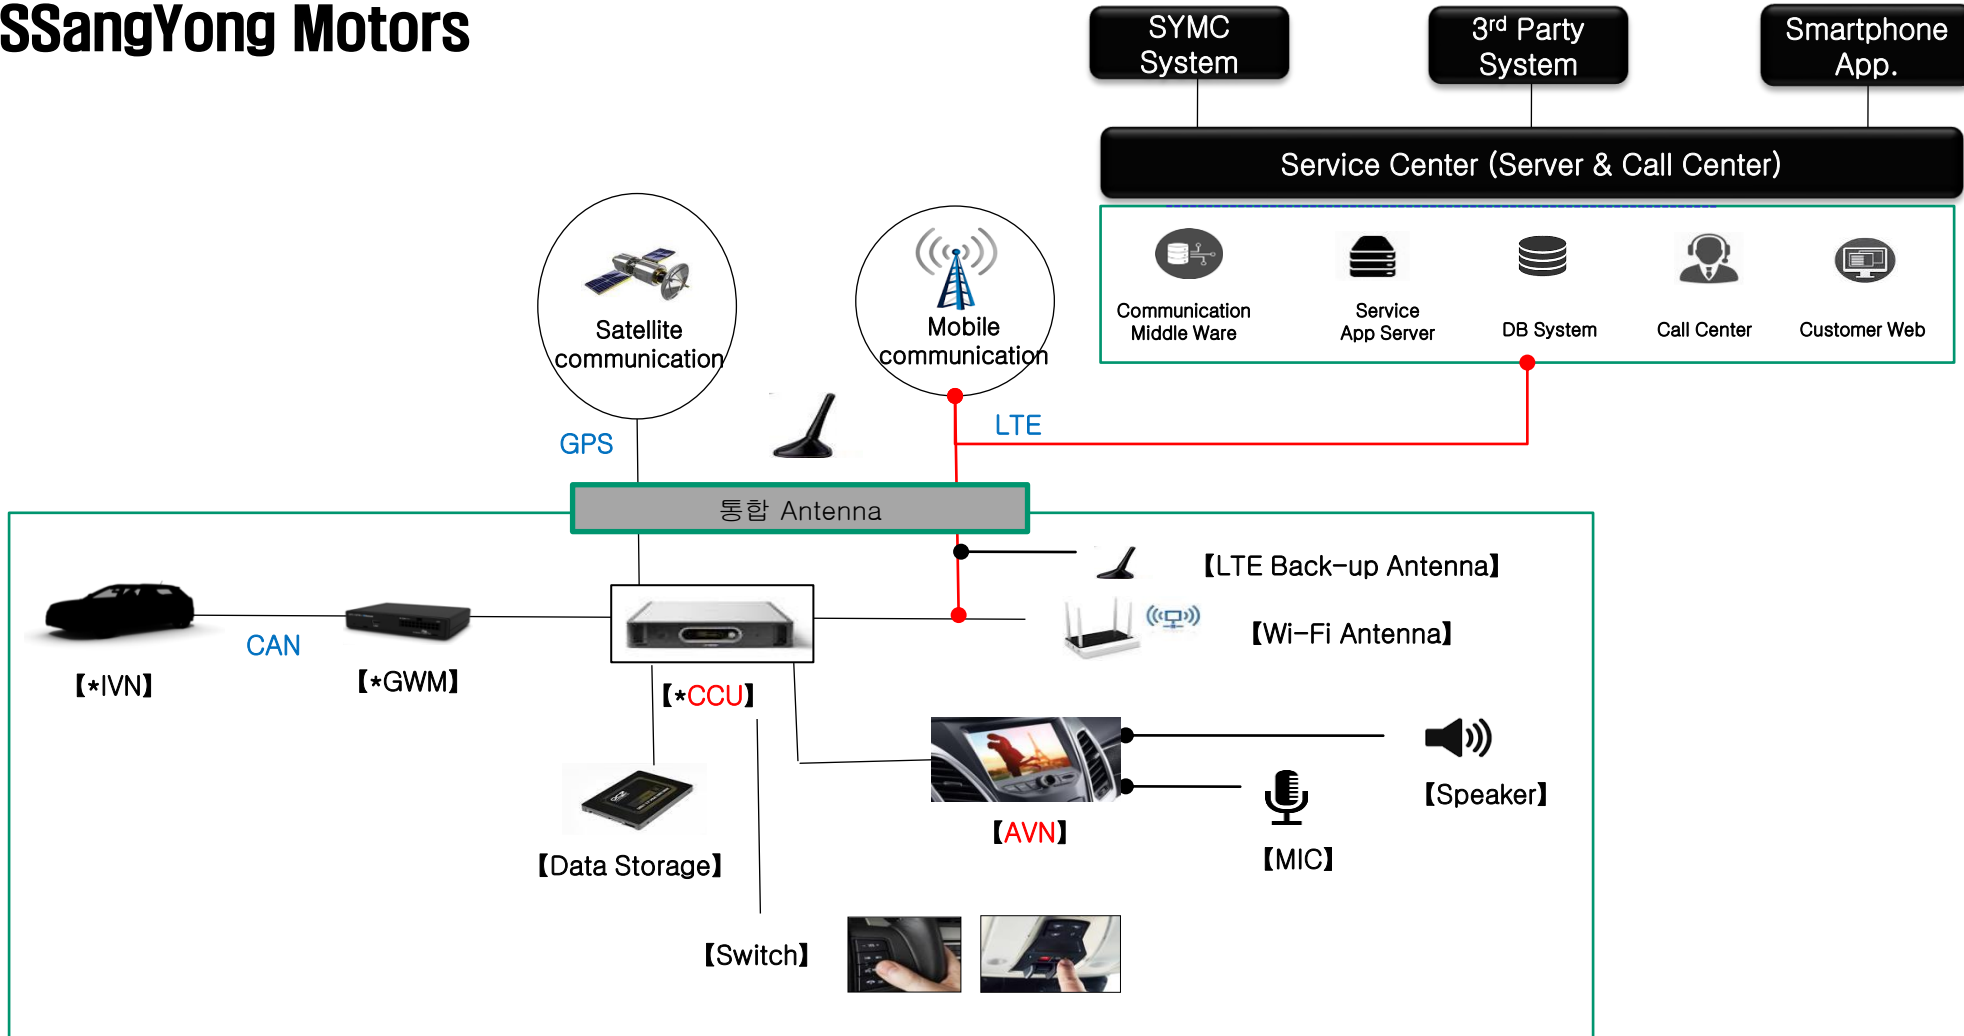 SSangYong Motors
SYMC
System
3rd Party
System
Smartphone
App.
Service Center (Server & Call Center)
Communication
Middle Ware
Service
App Server
DB System
Call Center
Customer Web
Satellite
communication
Mobile
communication
GPS
LTE
통합 Antenna
【LTE Back-up Antenna】
【Wi-Fi Antenna】
CAN
【*IVN】
【*GWM】
【*CCU】
【Data Storage】
【AVN】
【Speaker】
【MIC】
【Switch】